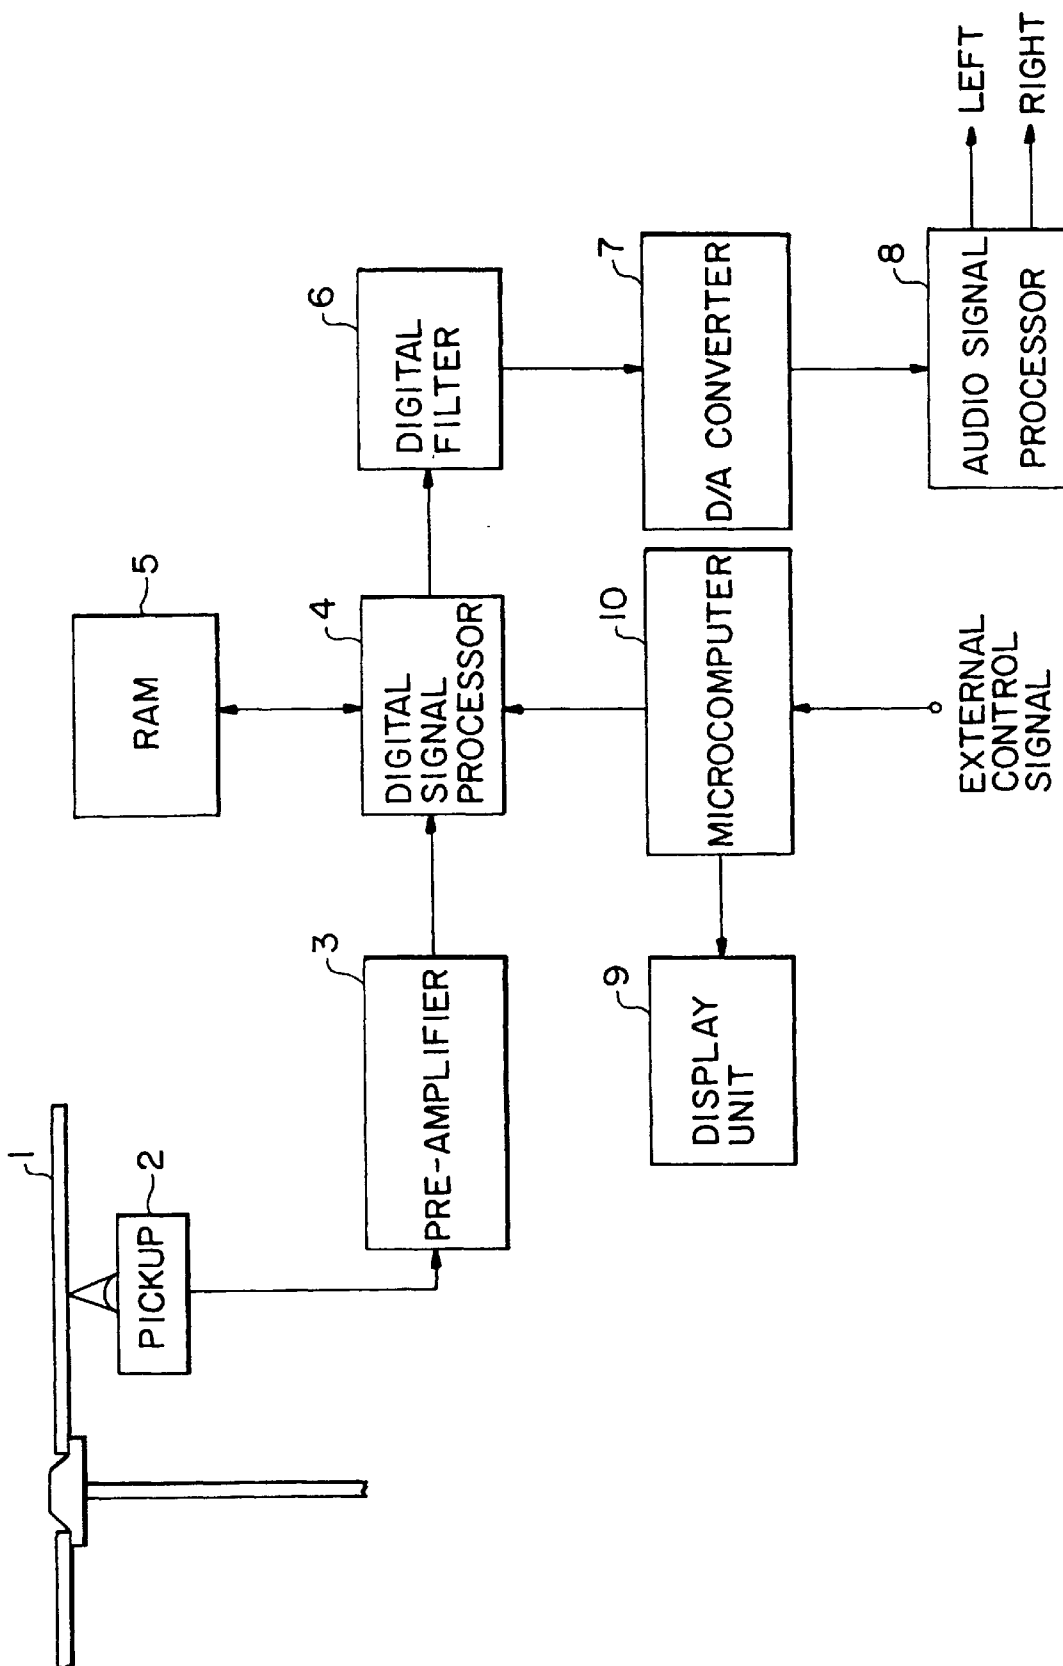 1
2
PICKUP
3
PRE-AMPLIFIER
5
RAM
4
DIGITAL
SIGNAL
PROCESSOR
6
DIGITAL
FILTER
9
DISPLAY
UNIT
10
MICROCOMPUTER
7
D/A CONVERTER
EXTERNAL
CONTROL
SIGNAL
8
AUDIO SIGNAL
PROCESSOR
LEFT
RIGHT